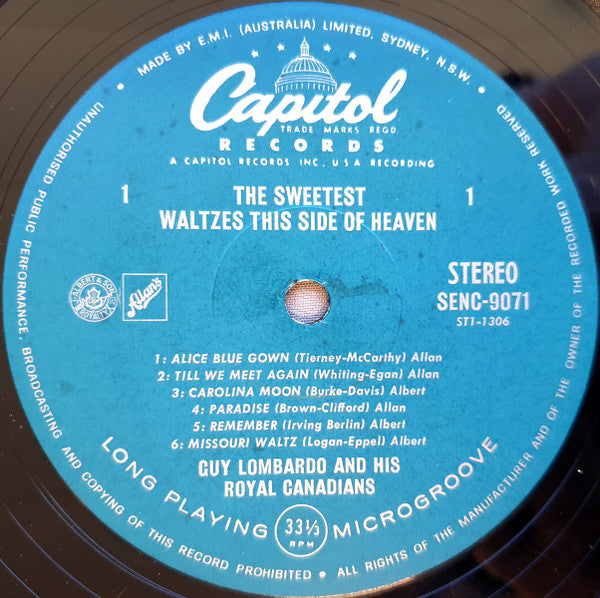 MADE BY E.M.I. (AUSTRALIA) LIMITED, SYDNEY, N.S.W.
Capitol
TRADE MARKS REGD.
RECORDS
A CAPITOL RECORDS INC. U.S.A RECORDING
1
THE SWEETEST
WALTZES THIS SIDE OF HEAVEN
1
J. ALBERT & SON
ROYALTY
Allan's
STEREO
SENC-9071
ST1-1306
1: ALICE BLUE GOWN (Tierney-McCarthy) Allan
2: TILL WE MEET AGAIN (Whiting-Egan) Allan
3: CAROLINA MOON (Burke-Davis) Albert
4: PARADISE (Brown-Clifford) Allan
5: REMEMBER (Irving Berlin) Albert
6: MISSOURI WALTZ (Logan-Eppel) Albert
GUY LOMBARDO AND HIS
ROYAL CANADIANS
LONG PLAYING 33⅓ RPM MICROGROOVE
UNAUTHORISED PUBLIC PERFORMANCE, BROADCASTING AND COPYING OF THIS RECORD PROHIBITED • ALL RIGHTS OF THE MANUFACTURER AND OF THE OWNER OF THE RECORDED WORK RESERVED